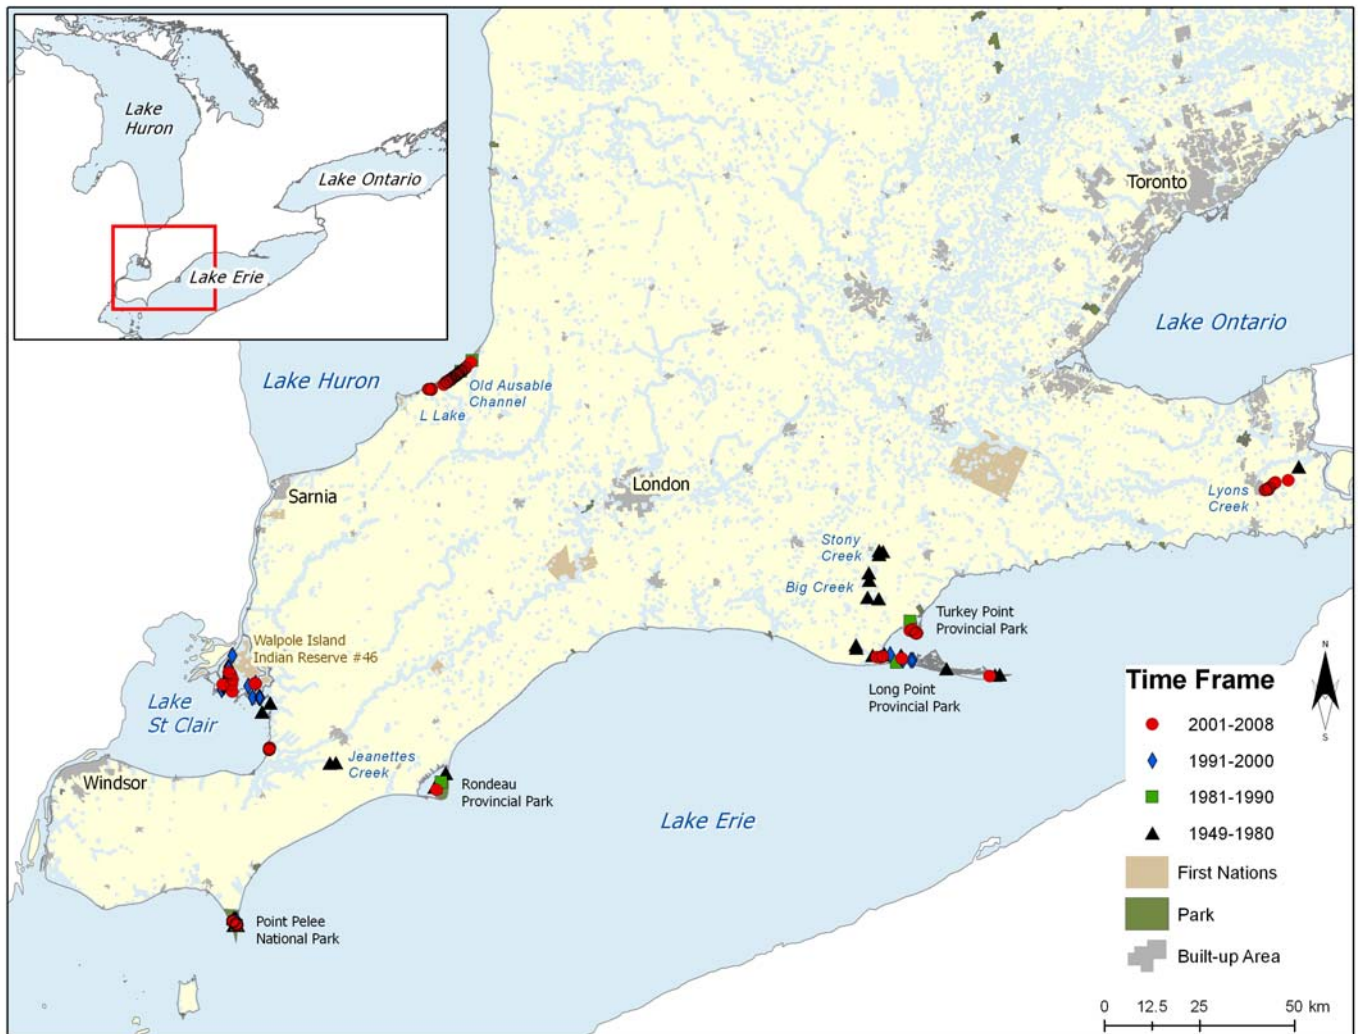 Lake
Huron
Lake Ontario
Lake Erie
Toronto
Lake Ontario
Lake Huron
Old Ausable
Channel
L Lake
Sarnia
London
Lyons
Creek
Stony
Creek
Big Creek
Turkey Point
Provincial Park
Walpole Island
Indian Reserve #46
Long Point
Provincial Park
Lake
St Clair
Jeanettes
Creek
Windsor
Rondeau
Provincial Park
Lake Erie
Point Pelee
National Park
Time Frame
2001-2008
1991-2000
1981-1990
1949-1980
First Nations
Park
Built-up Area
N
S
0 12.5 25 50 km